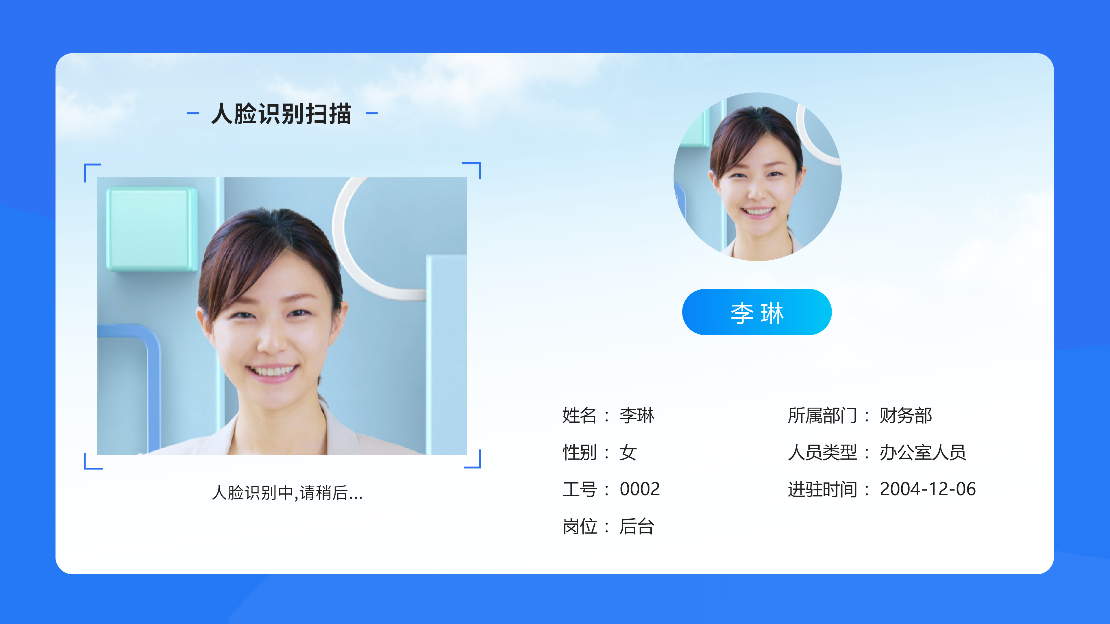 人脸识别扫描
人脸识别中,请稍后...
李琳
姓名： 李琳
所属部门： 财务部
性别： 女
人员类型： 办公室人员
工号： 0002
进驻时间： 2004-12-06
岗位： 后台